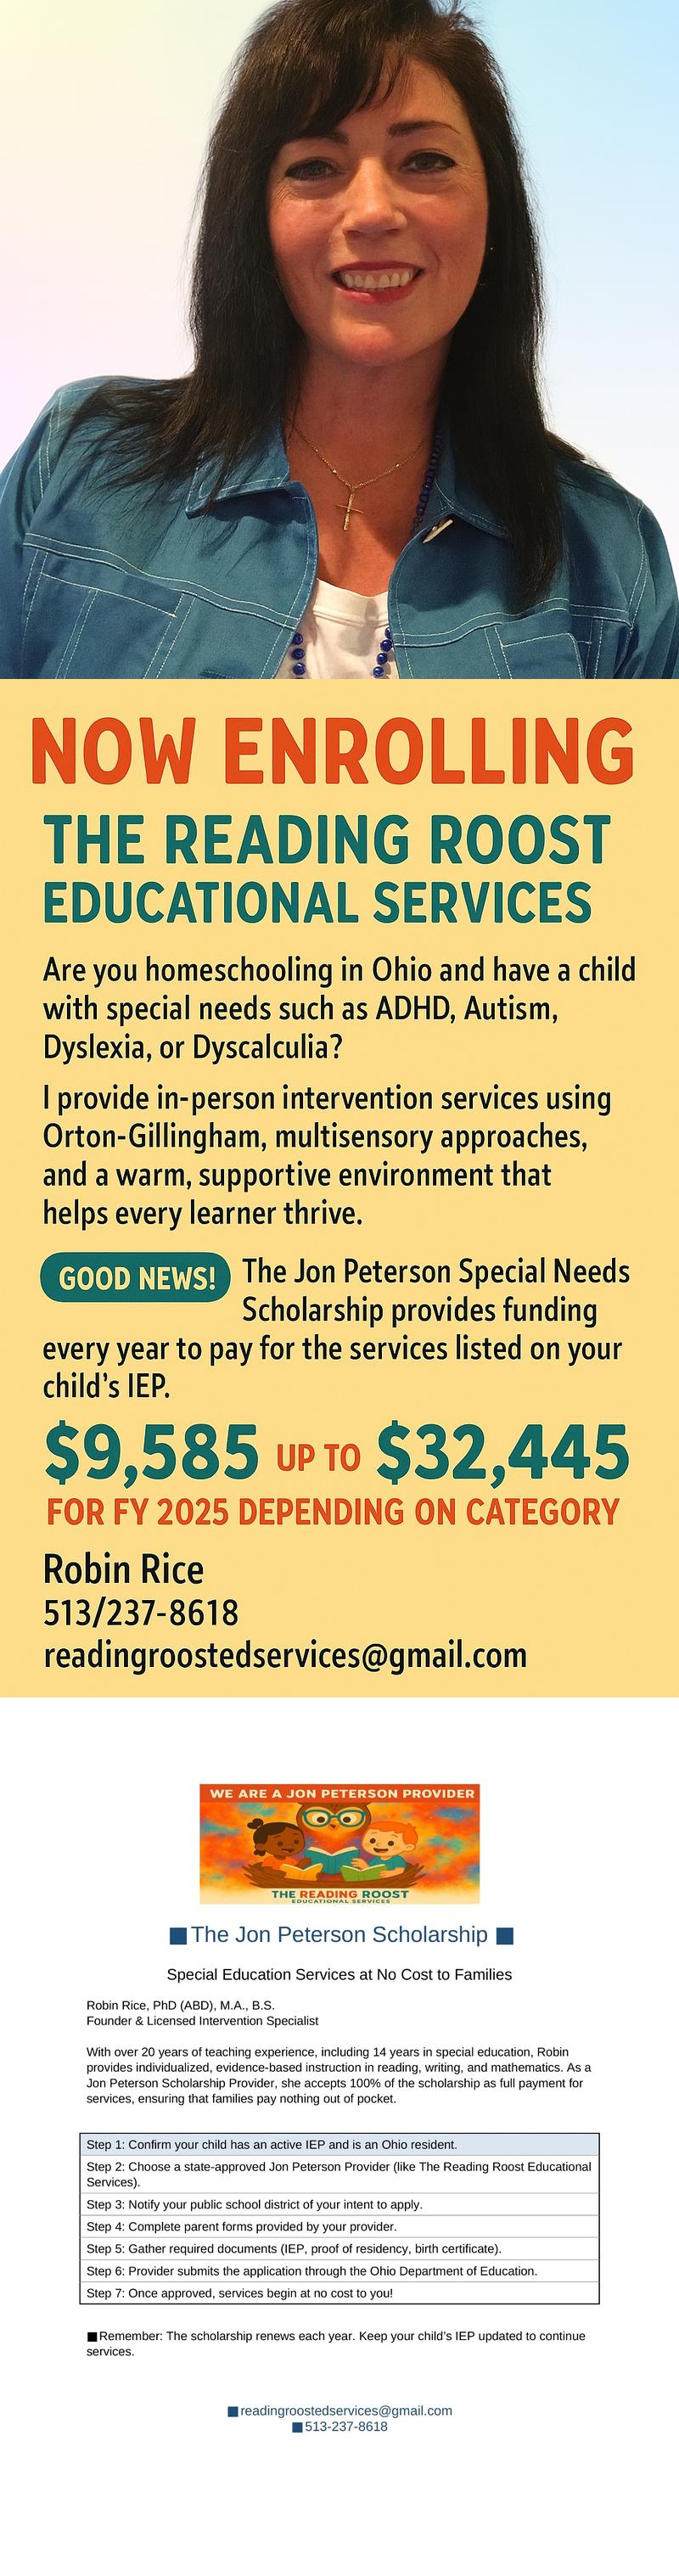 NOW ENROLLING
THE READING ROOST
EDUCATIONAL SERVICES
Are you homeschooling in Ohio and have a child
with special needs such as ADHD, Autism,
Dyslexia, or Dyscalculia?
I provide in-person intervention services using
Orton-Gillingham, multisensory approaches,
and a warm, supportive environment that
helps every learner thrive.
GOOD NEWS! The Jon Peterson Special Needs
Scholarship provides funding
every year to pay for the services listed on your
child's IEP.
$9,585 UP TO $32,445
FOR FY 2025 DEPENDING ON CATEGORY
Robin Rice
513/237-8618
readingroostedservices@gmail.com
WE ARE A JON PETERSON PROVIDER
THE READING ROOST
EDUCATIONAL SERVICES
■ The Jon Peterson Scholarship ■
Special Education Services at No Cost to Families
Robin Rice, PhD (ABD), M.A., B.S.
Founder & Licensed Intervention Specialist
With over 20 years of teaching experience, including 14 years in special education, Robin
provides individualized, evidence-based instruction in reading, writing, and mathematics. As a
Jon Peterson Scholarship Provider, she accepts 100% of the scholarship as full payment for
services, ensuring that families pay nothing out of pocket.
Step 1: Confirm your child has an active IEP and is an Ohio resident.
Step 2: Choose a state-approved Jon Peterson Provider (like The Reading Roost Educational
Services).
Step 3: Notify your public school district of your intent to apply.
Step 4: Complete parent forms provided by your provider.
Step 5: Gather required documents (IEP, proof of residency, birth certificate).
Step 6: Provider submits the application through the Ohio Department of Education.
Step 7: Once approved, services begin at no cost to you!
■ Remember: The scholarship renews each year. Keep your child's IEP updated to continue
services.
■ readingroostedservices@gmail.com
■ 513-237-8618